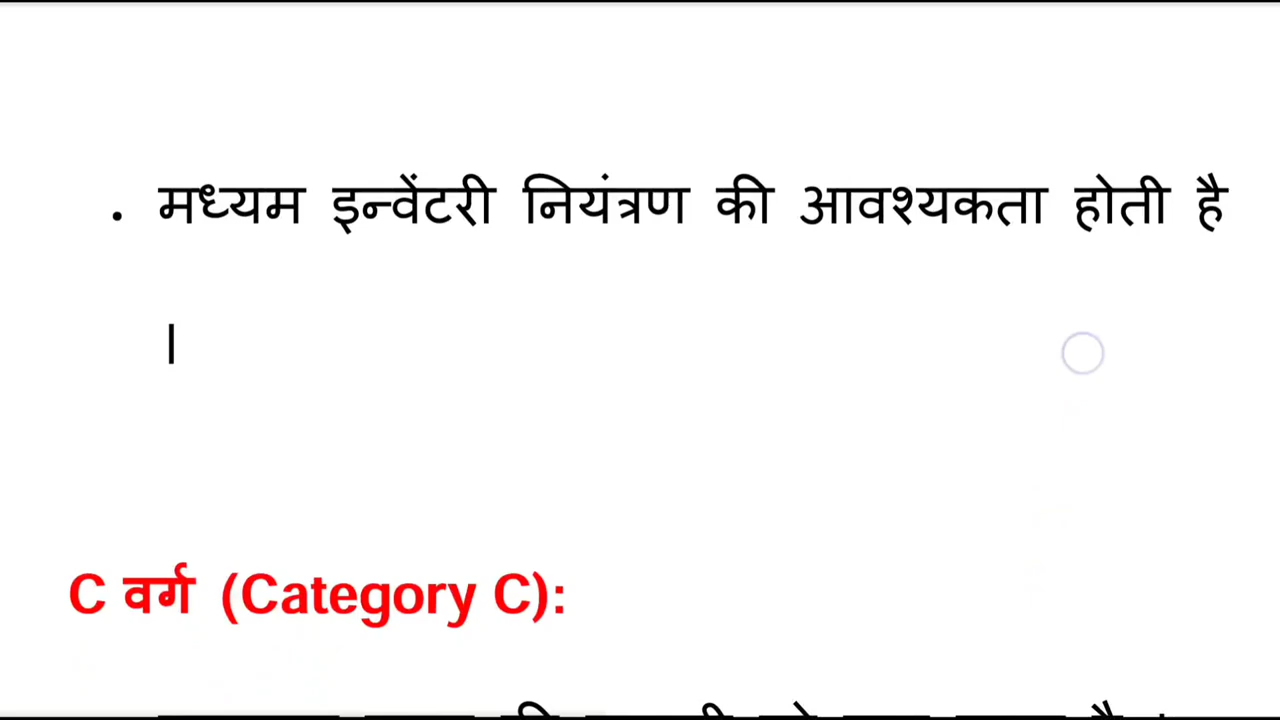 . मध्यम इन्वेंटरी नियंत्रण की आवश्यकता होती है
|
C वर्ग (Category C):